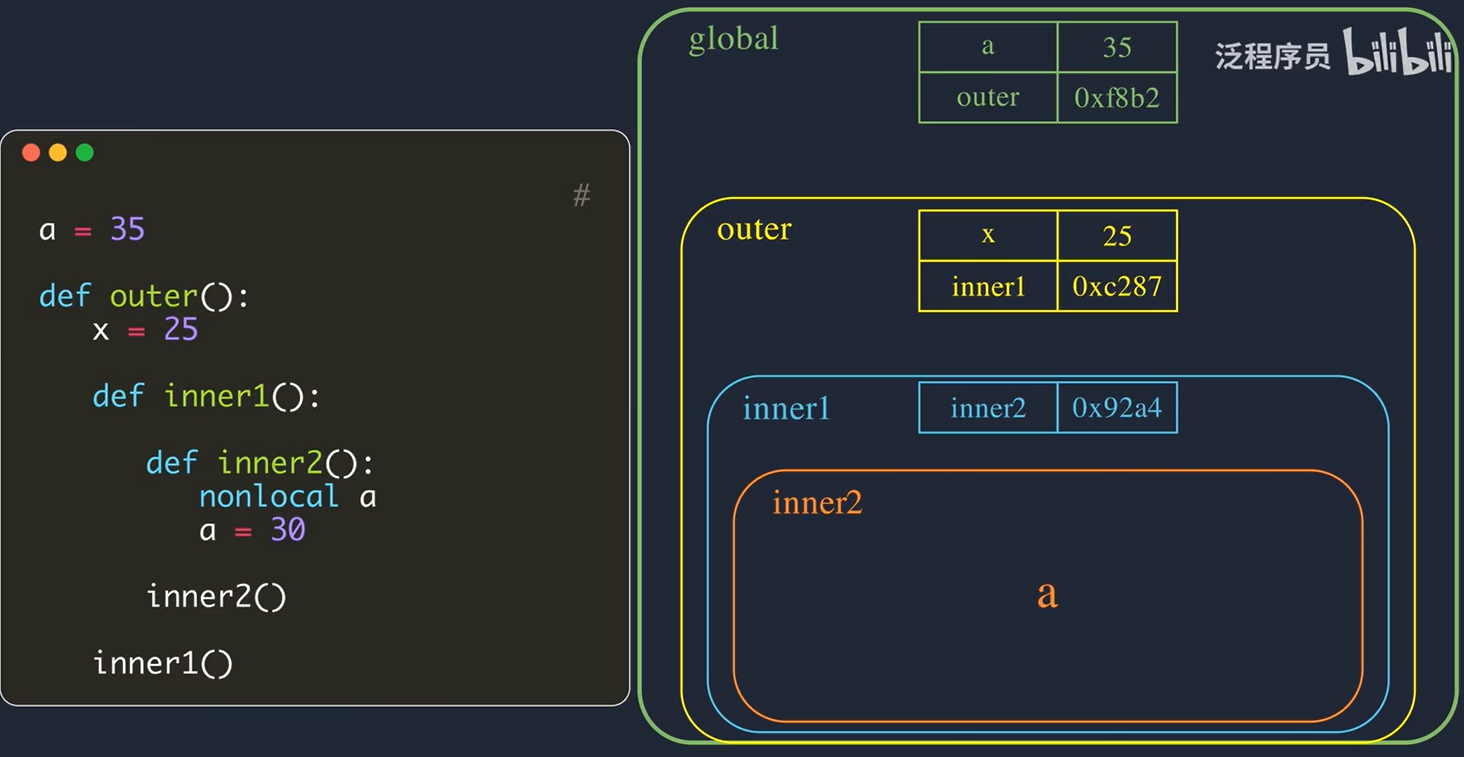 #
a = 35
def outer():
x = 25
def inner1():
def inner2():
nonlocal a
a = 30
inner2()
inner1()
global
a 35
outer 0xf8b2
泛程序员 bilibili
outer
x 25
inner1 0xc287
inner1
inner2 0x92a4
inner2
a